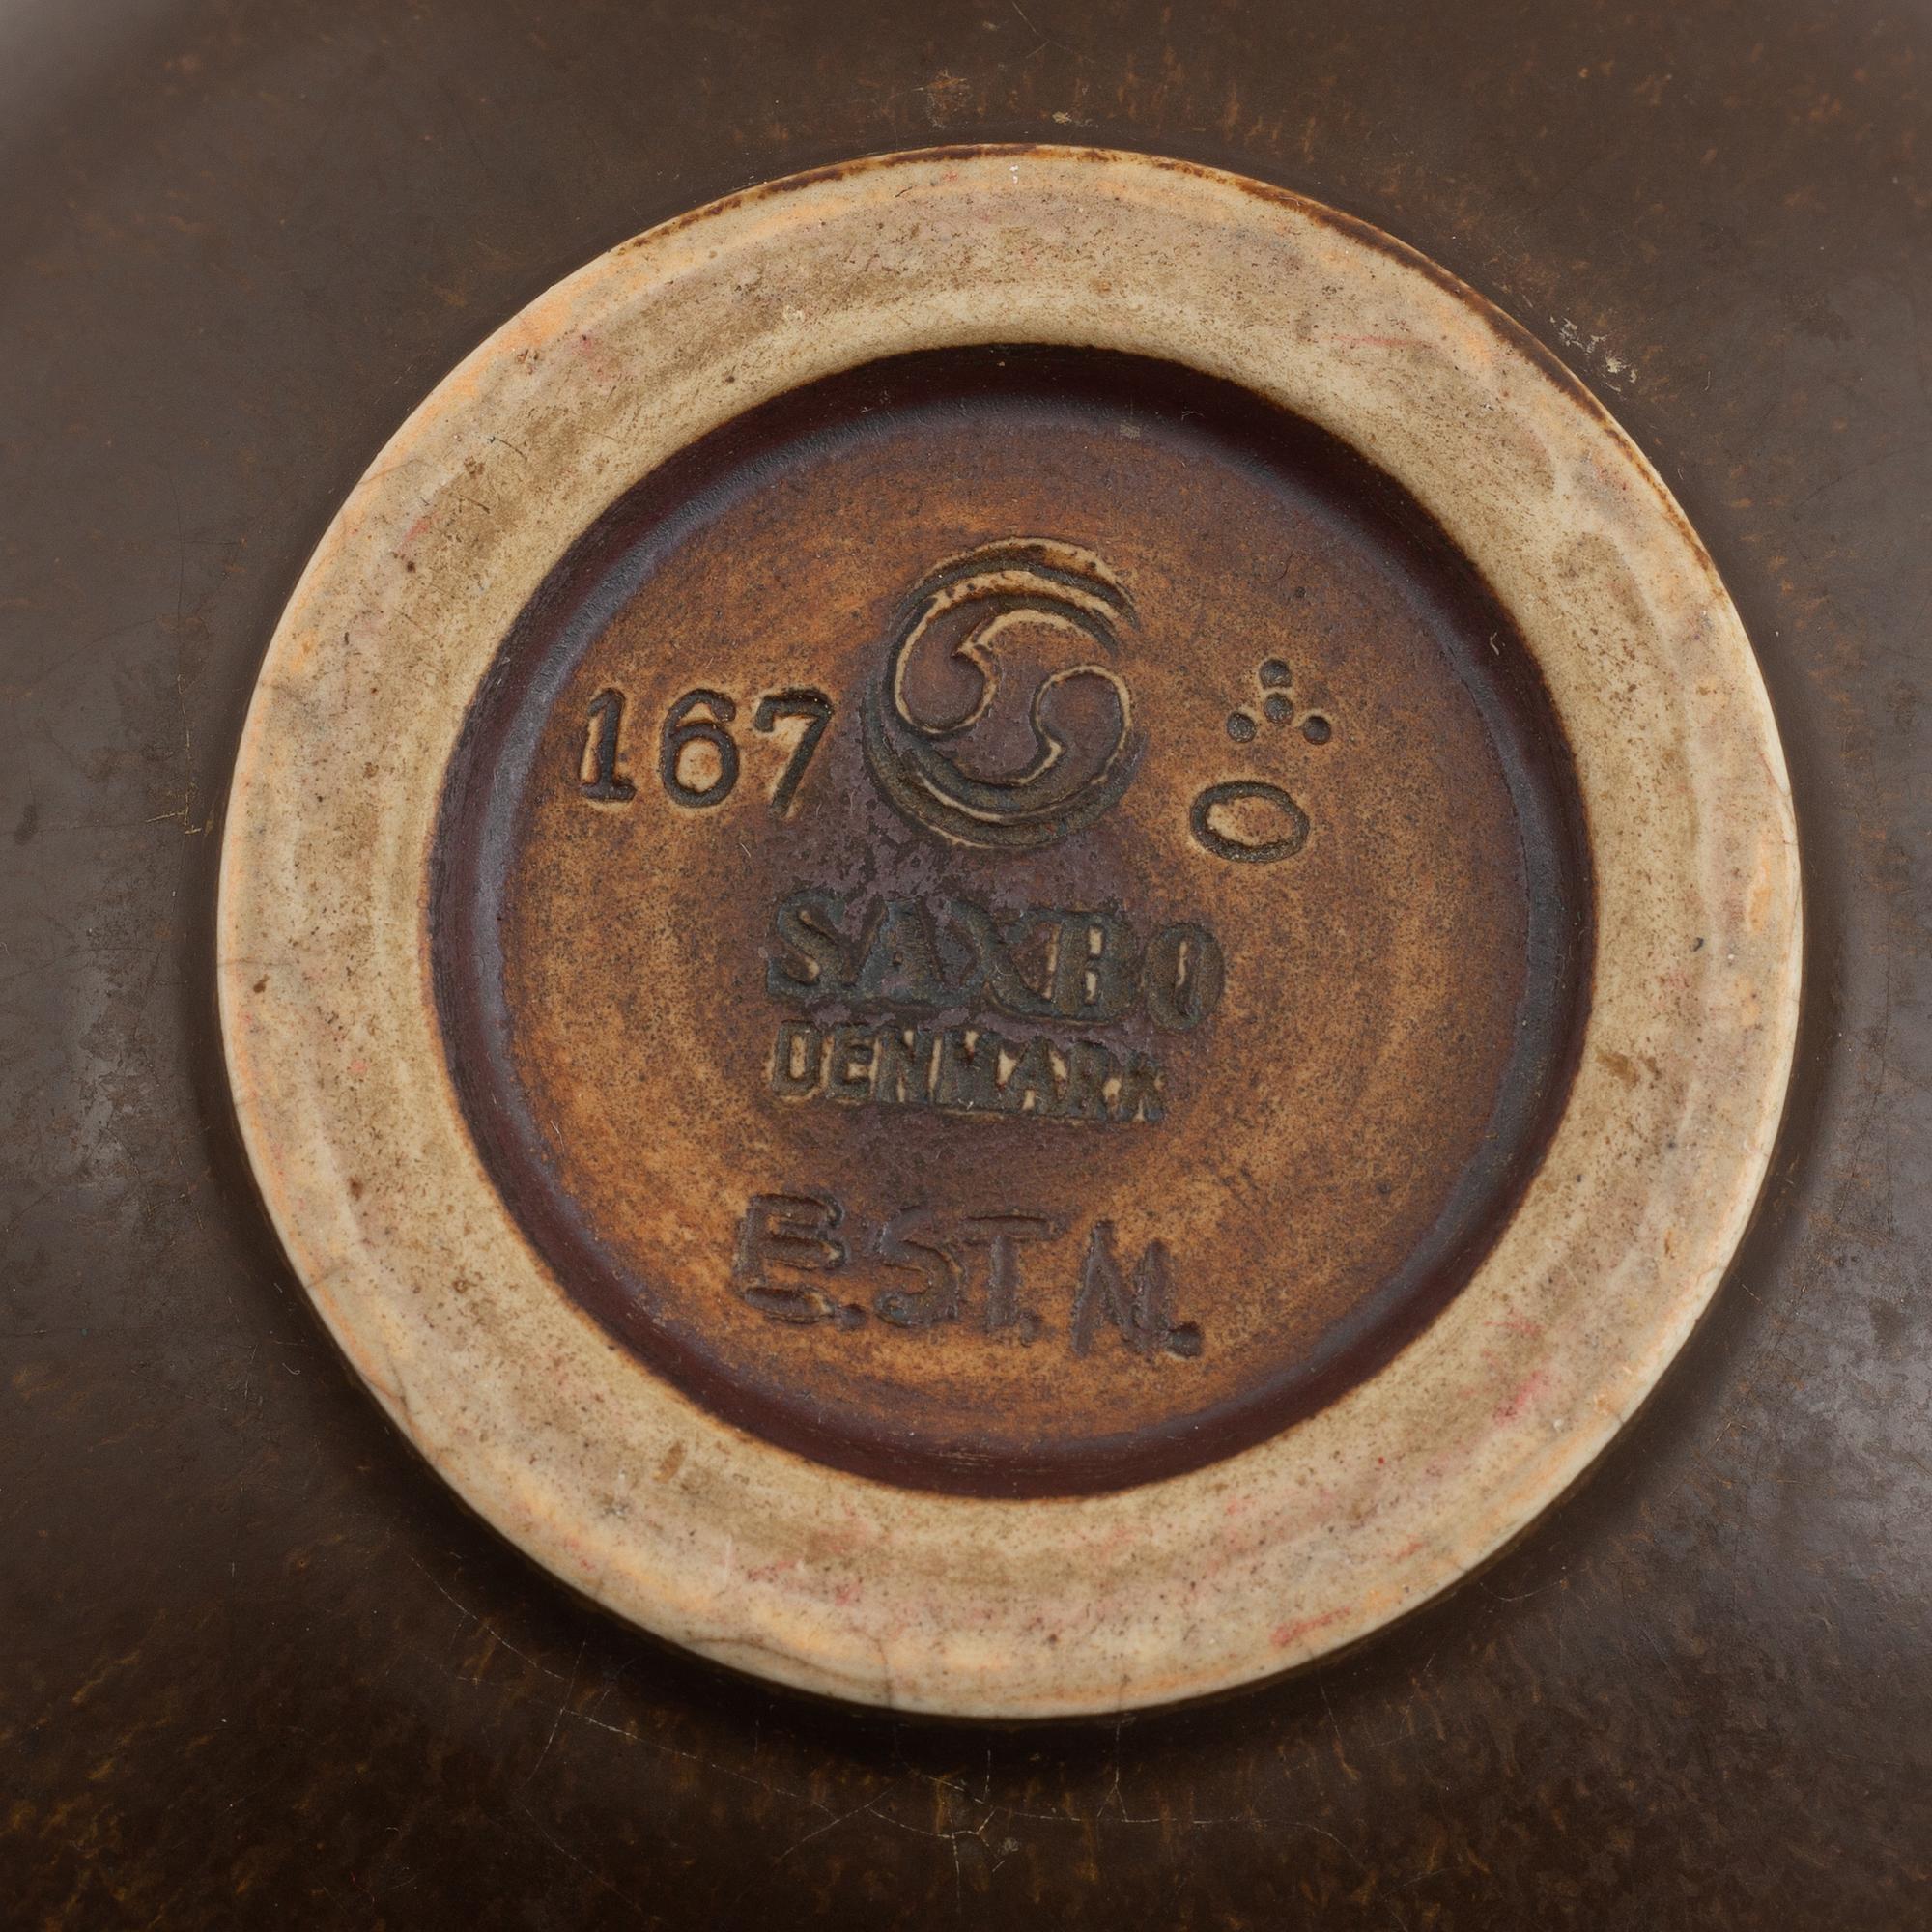 167
SAXBO
DENMARK
E.ST.N.